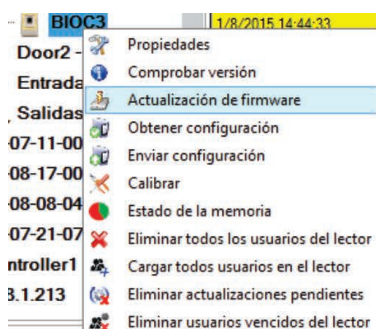 BIOC3 1/8/2015 14:44:33
Propiedades
Door2 -
Comprobar versión
Entrada
Actualización de firmware
Salidas
Obtener configuración
07-11-00
Enviar configuración
08-17-00
Calibrar
08-08-04
Estado de la memoria
07-21-07
Eliminar todos los usuarios del lector
ntroller1
Cargar todos usuarios en el lector
3.1.213
Eliminar actualizaciones pendientes
Eliminar usuarios vencidos del lector